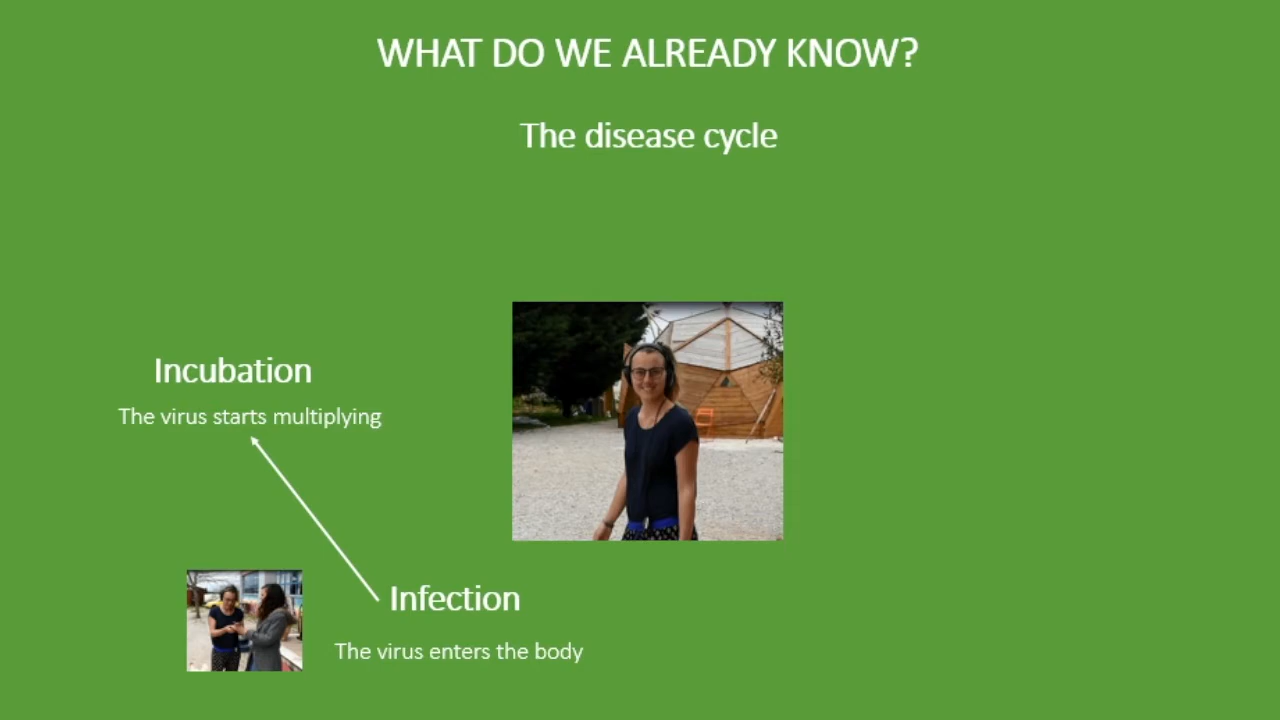 WHAT DO WE ALREADY KNOW?
The disease cycle
Incubation
The virus starts multiplying
Infection
The virus enters the body